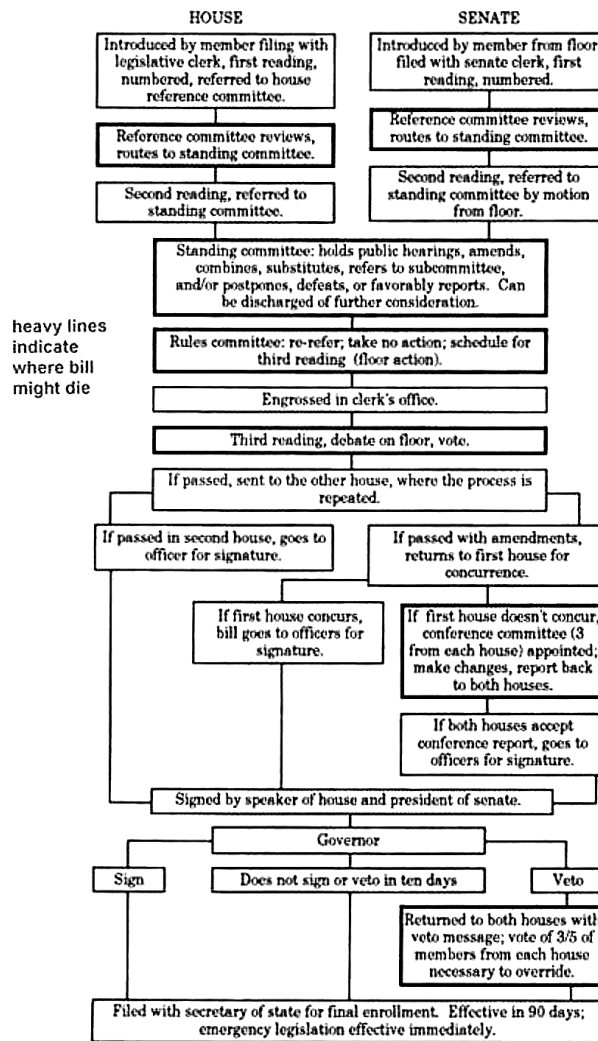 HOUSE
Introduced by member filing with
legislative clerk, first reading,
numbered, referred to house
reference committee.
Reference committee reviews,
routes to standing committee.
Second reading, referred to
standing committee.
SENATE
Introduced by member from floor
filed with senate clerk, first
reading, numbered.
Reference committee reviews,
routes to standing committee.
Second reading, referred to
standing committee by motion
from floor.
Standing committee: holds public hearings, amends,
combines, substitutes, refers to subcommittee,
and/or postpones, defeats, or favorably reports. Can
be discharged of further consideration.
heavy lines
indicate
where bill
might die
Rules committee: re-refer; take no action; schedule for
third reading (floor action).
Engrossed in clerk's office.
Third reading, debate on floor, vote.
If passed, sent to the other house, where the process is
repeated.
If passed in second house, goes to
officer for signature.
If passed with amendments,
returns to first house for
concurrence.
If first house concurs,
bill goes to officers for
signature.
If first house doesn't concur,
conference committee (3
from each house) appointed;
make changes, report back
to both houses.
If both houses accept
conference report, goes to
officers for signature.
Signed by speaker of house and president of senate.
Governor
Sign
Does not sign or veto in ten days
Veto
Returned to both houses with
veto message; vote of 3/5 of
members from each house
necessary to override.
Filed with secretary of state for final enrollment. Effective in 90 days;
emergency legislation effective immediately.